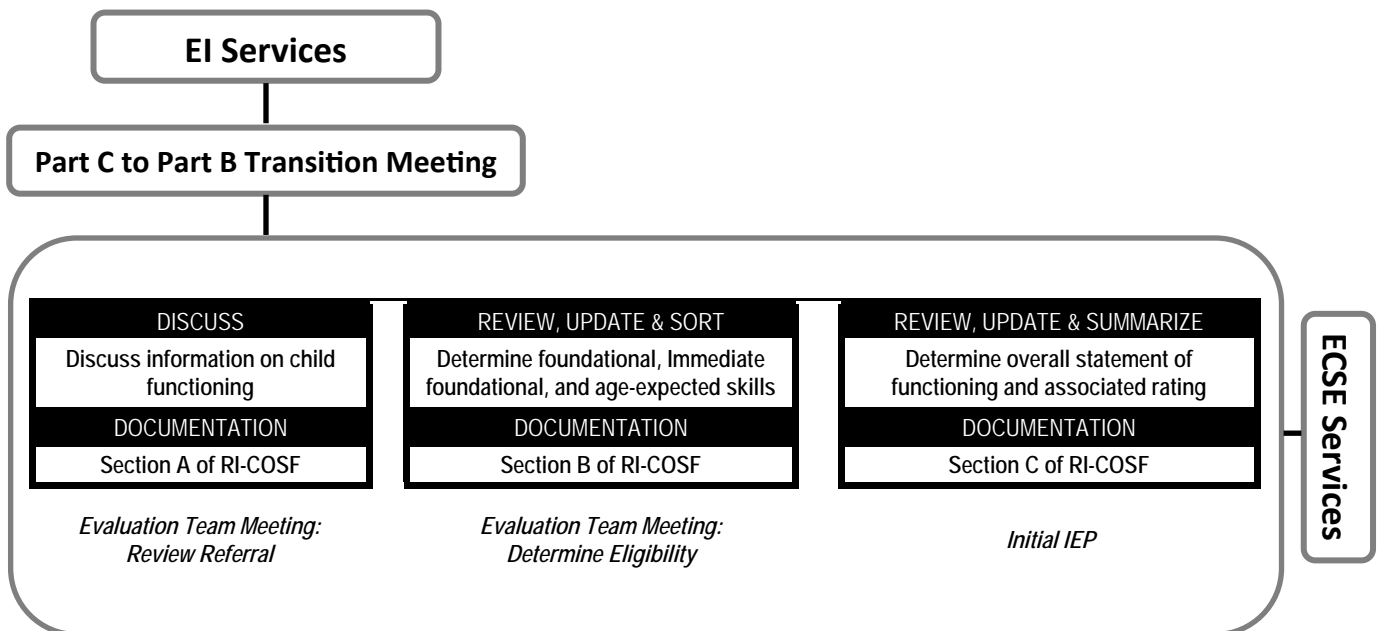 EI Services
Part C to Part B Transition Meeting
DISCUSS
Discuss information on child
functioning
DOCUMENTATION
Section A of RI-COSF
Evaluation Team Meeting:
Review Referral
REVIEW, UPDATE & SORT
Determine foundational, Immediate
foundational, and age-expected skills
DOCUMENTATION
Section B of RI-COSF
Evaluation Team Meeting:
Determine Eligibility
REVIEW, UPDATE & SUMMARIZE
Determine overall statement of
functioning and associated rating
DOCUMENTATION
Section C of RI-COSF
Initial IEP
ECSE Services